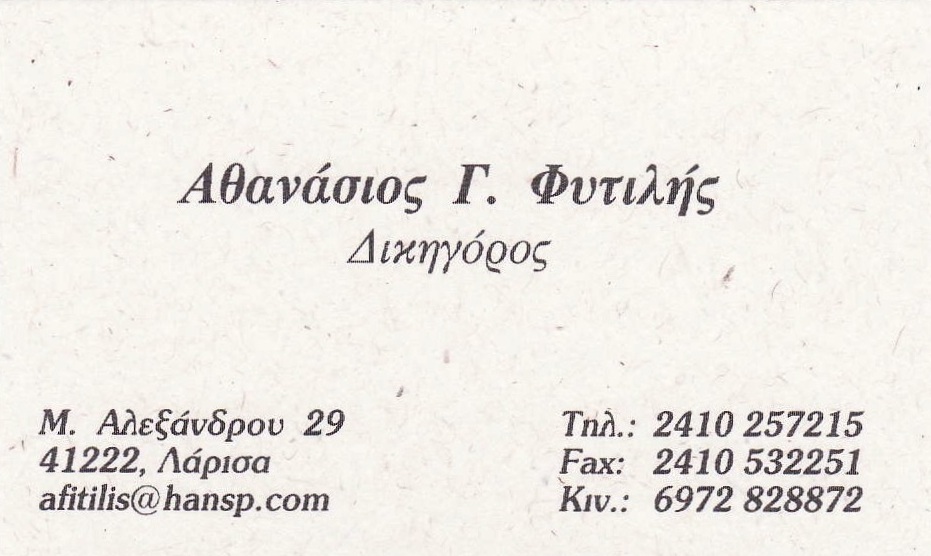 Αθανάσιος Γ. Φυτιλής
Δικηγόρος
Μ. Αλεξάνδρου 29
41222, Λάρισα
afitilis@hansp.com
Τηλ.: 2410 257215
Fax: 2410 532251
Κιν.: 6972 828872